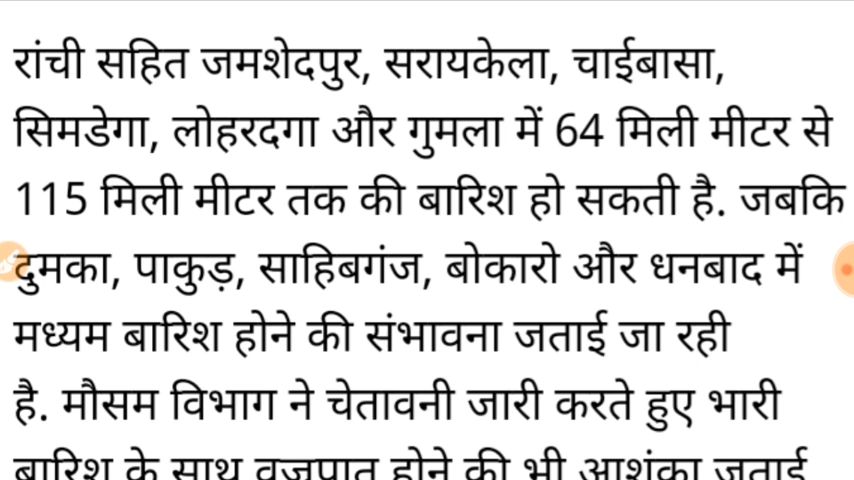 रांची सहित जमशेदपुर, सरायकेला, चाईबासा,
सिमडेगा, लोहरदगा और गुमला में 64 मिली मीटर से
115 मिली मीटर तक की बारिश हो सकती है. जबकि
दुमका, पाकुड़, साहिबगंज, बोकारो और धनबाद में
मध्यम बारिश होने की संभावना जताई जा रही
है. मौसम विभाग ने चेतावनी जारी करते हुए भारी
बारिश के साथ वज्रपात होने की भी आशंका जताई